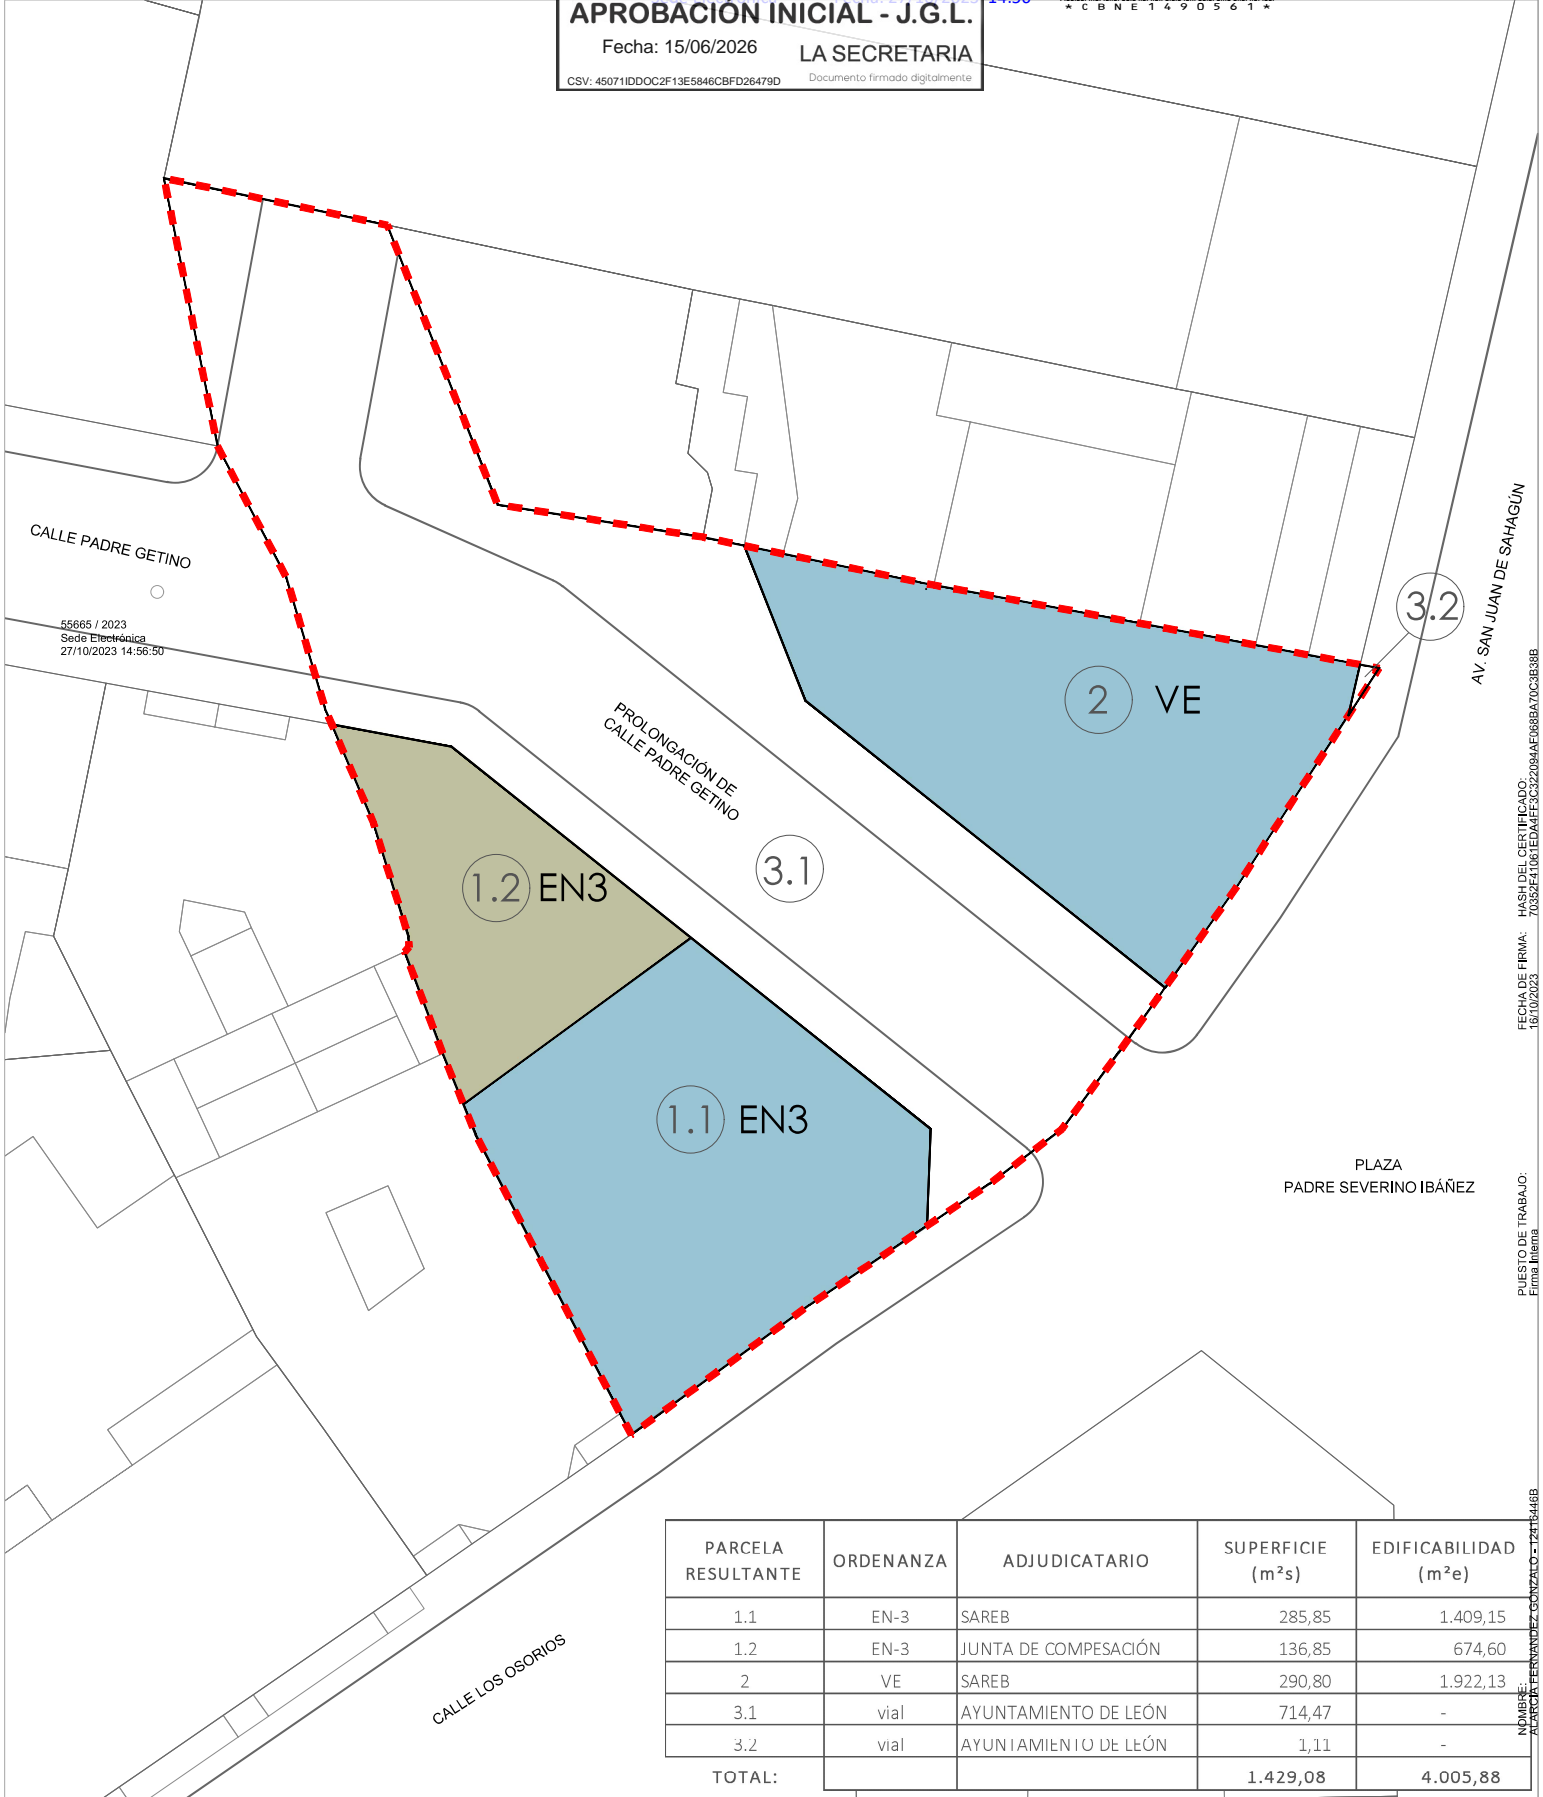 APROBACIÓN INICIAL - J.G.L.
Fecha: 15/06/2026
LA SECRETARIA
CSV: 45071IDDOC2F13E5846CBFD26479D
Documento firmado digitalmente
*CBNE1490561*
CALLE PADRE GETINO
55665 / 2023
Sede Electrónica
27/10/2023 14:56:50
PROLONGACIÓN DE
CALLE PADRE GETINO
AV. SAN JUAN DE SAHAGÚN
3.2
2 VE
3.1
1.2 EN3
1.1 EN3
PLAZA
PADRE SEVERINO IBÁÑEZ
CALLE LOS OSORIOS
HASH DEL CERTIFICADO:
FECHA DE FIRMA:
16/10/2023
PUESTO DE TRABAJO:
Firma Interna
NOMBRE:
ALARCIA FERNANDEZ GONZALO - 12416446B
PARCELA RESULTANTE ORDENANZA ADJUDICATARIO SUPERFICIE (m²s) EDIFICABILIDAD (m²e)
1.1 EN-3 SAREB 285,85 1.409,15
1.2 EN-3 JUNTA DE COMPESACIÓN 136,85 674,60
2 VE SAREB 290,80 1.922,13
3.1 vial AYUNTAMIENTO DE LEÓN 714,47 -
3.2 vial AYUNTAMIENTO DE LEÓN 1,11 -
TOTAL: 1.429,08 4.005,88